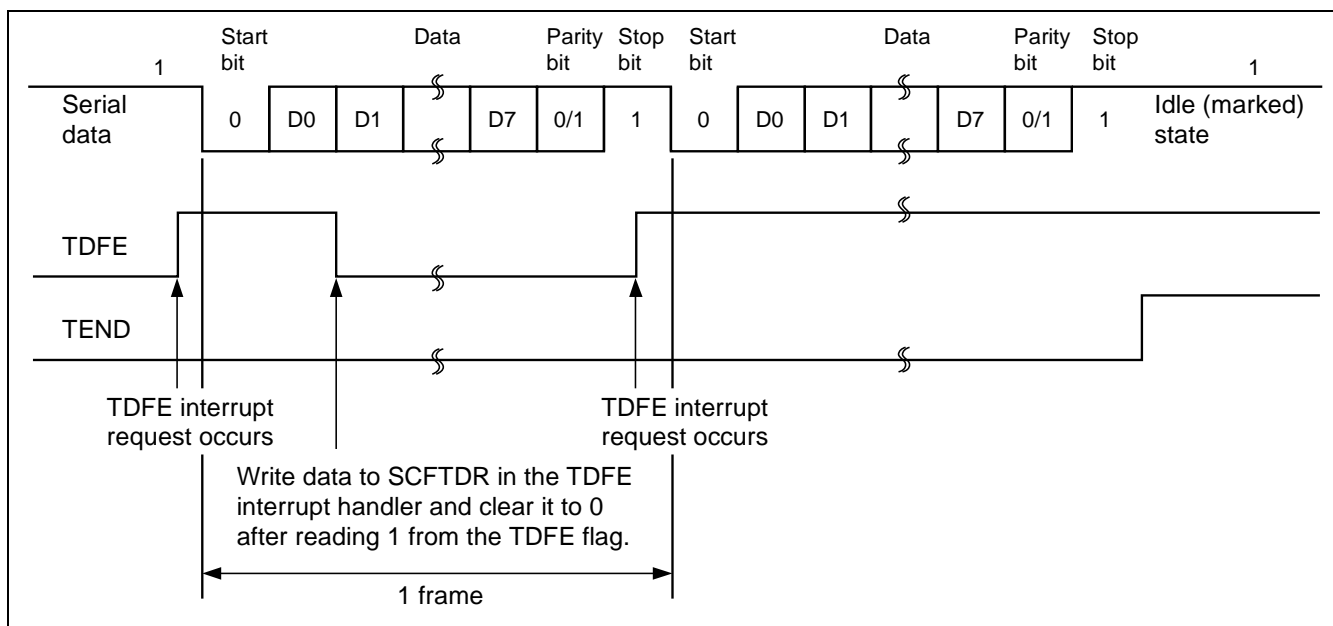 Start Data Parity Stop Start Data Parity Stop
1 bit bit bit bit bit bit 1
Serial
data
0 D0 D1 D7 0/1 1 0 D0 D1 D7 0/1 1
Idle (marked)
state
TDFE
TEND
TDFE interrupt
request occurs
TDFE interrupt
request occurs
Write data to SCFTDR in the TDFE
interrupt handler and clear it to 0
after reading 1 from the TDFE flag.
1 frame